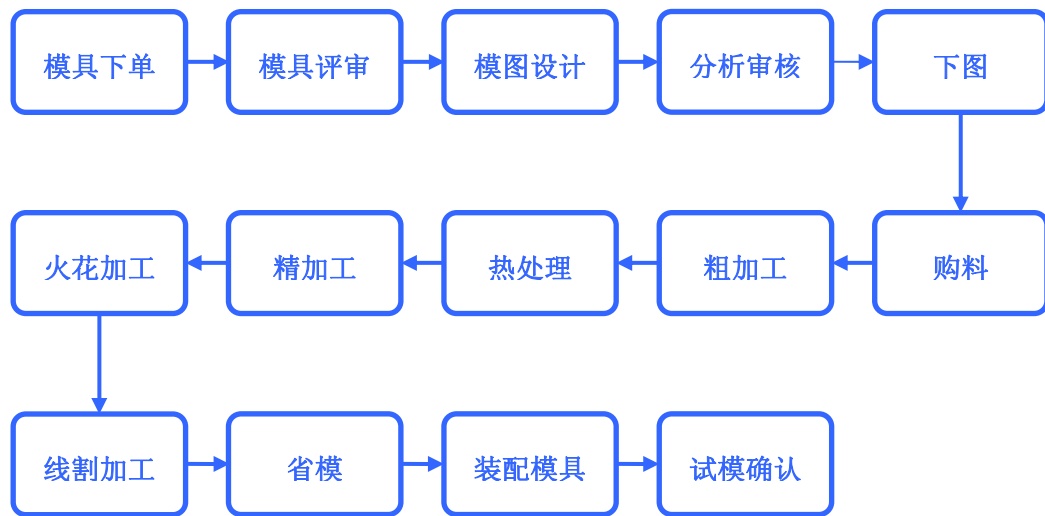 模具下单
模具评审
模图设计
分析审核
下图
购料
粗加工
热处理
精加工
火花加工
线割加工
省模
装配模具
试模确认